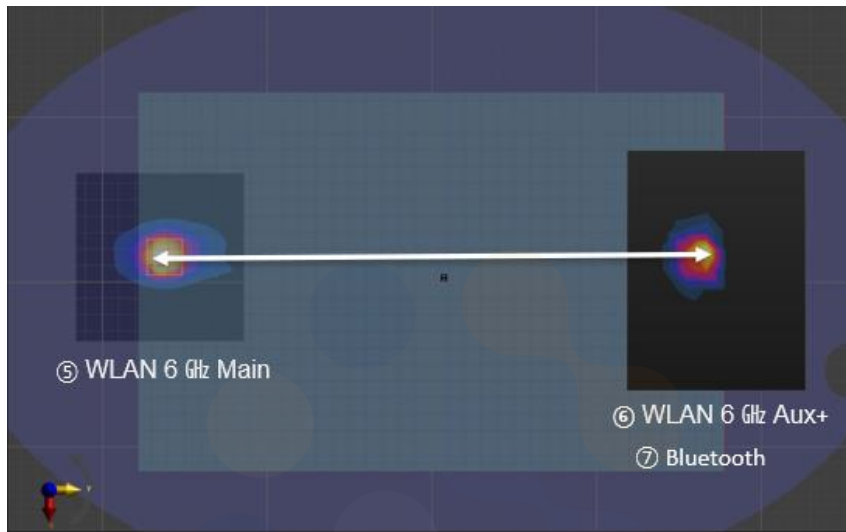 ⑤ WLAN 6 ㎓ Main
⑥ WLAN 6 ㎓ Aux+
⑦ Bluetooth